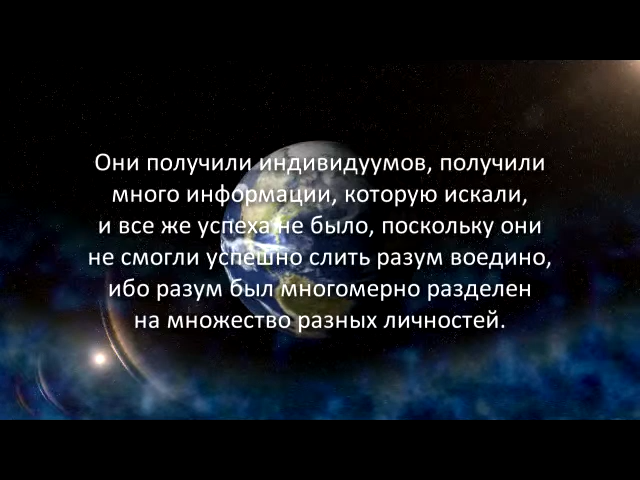 Они получили индивидуумов, получили
много информации, которую искали,
и все же успеха не было, поскольку они
не смогли успешно слить разум воедино,
ибо разум был многомерно разделен
на множество разных личностей.